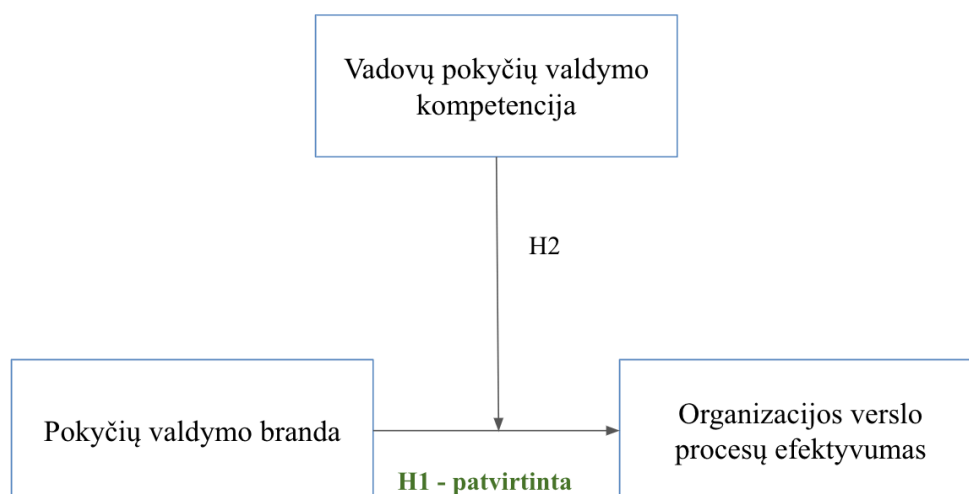 Vadovų pokyčių valdymo
kompetencija
H2
Pokyčių valdymo branda
Organizacijos verslo
procesų efektyvumas
H1 - patvirtinta